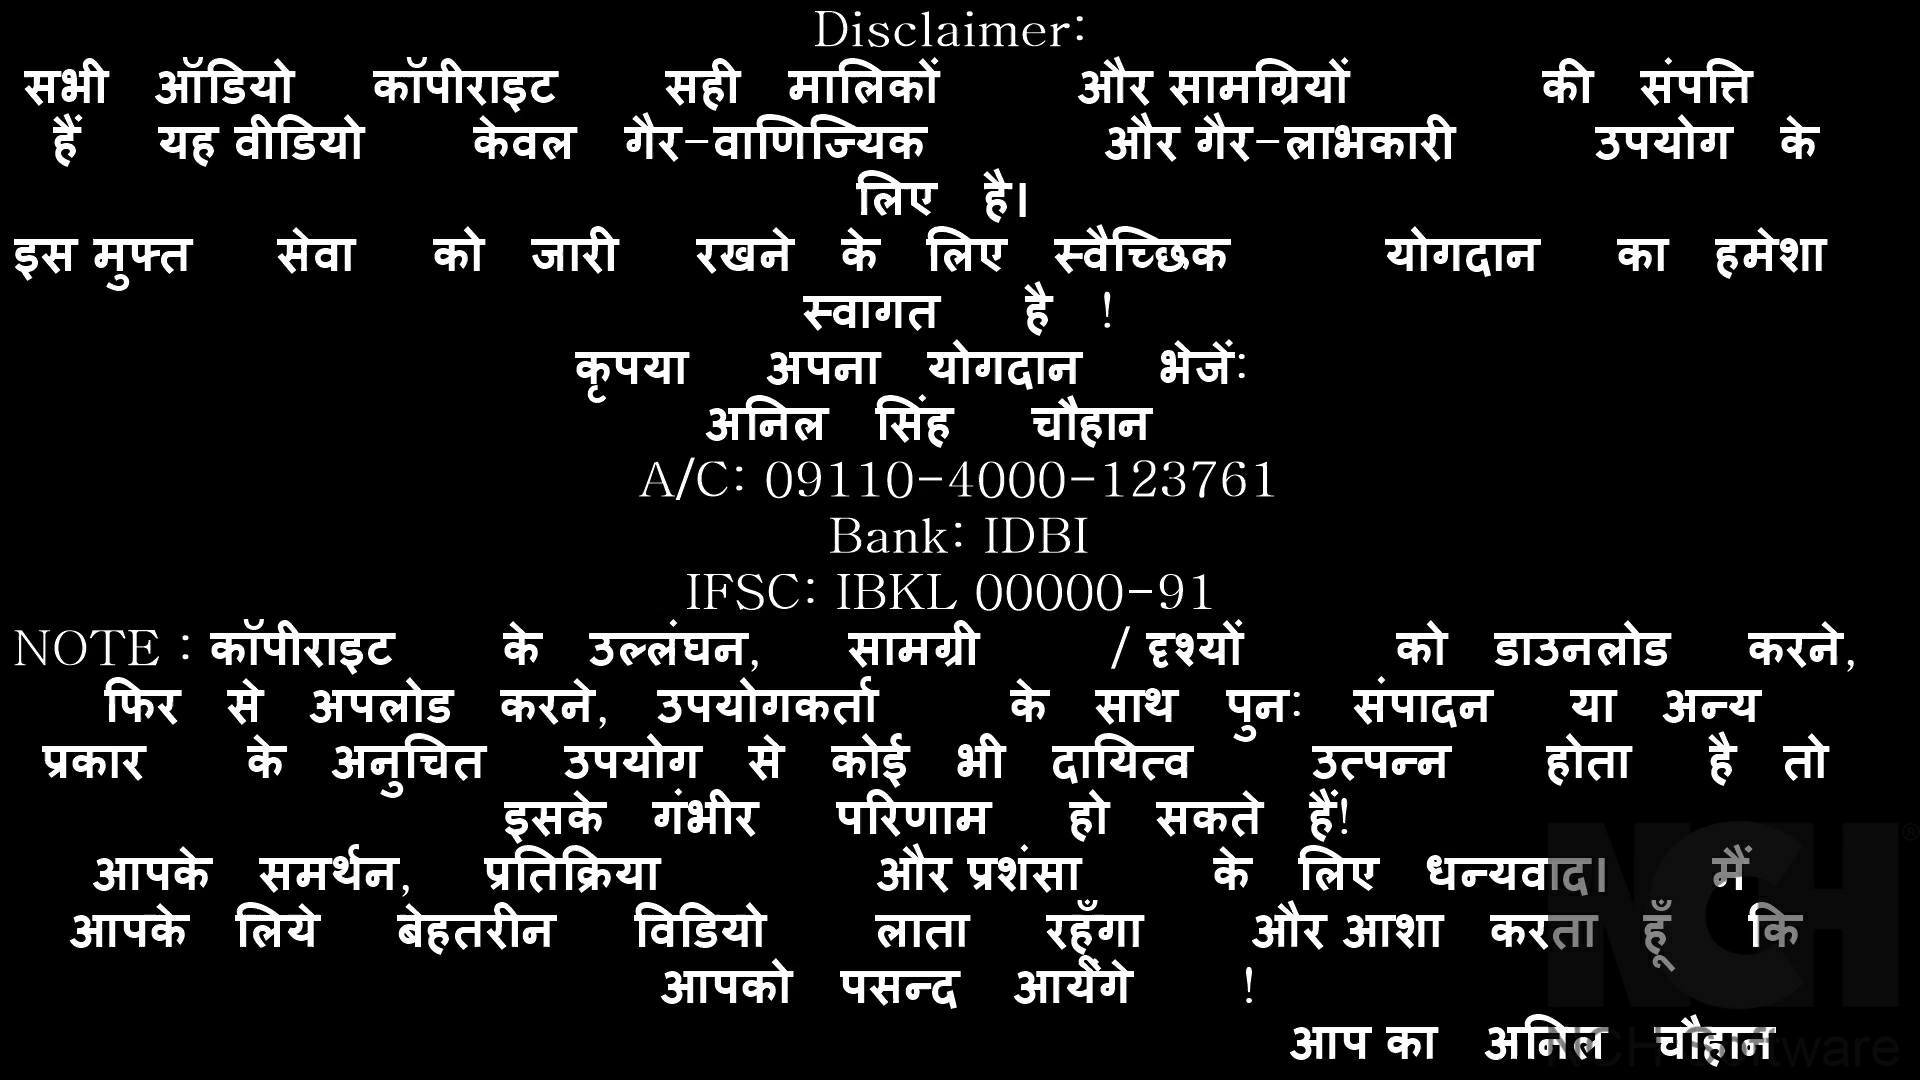 Disclaimer:
सभी ऑडियो कॉपीराइट सही मालिकों और सामग्रियों की संपत्ति
हैं यह वीडियो केवल गैर-वाणिज्यिक और गैर-लाभकारी उपयोग के
लिए है।
इस मुफ्त सेवा को जारी रखने के लिए स्वैच्छिक योगदान का हमेशा
स्वागत है !
कृपया अपना योगदान भेजें:
अनिल सिंह चौहान
A/C: 09110-4000-123761
Bank: IDBI
IFSC: IBKL 00000-91
NOTE : कॉपीराइट के उल्लंघन, सामग्री / दृश्यों को डाउनलोड करने,
फिर से अपलोड करने, उपयोगकर्ता के साथ पुन: संपादन या अन्य
प्रकार के अनुचित उपयोग से कोई भी दायित्व उत्पन्न होता है तो
इसके गंभीर परिणाम हो सकते हैं!
आपके समर्थन, प्रतिक्रिया और प्रशंसा के लिए धन्यवाद। मैं
आपके लिये बेहतरीन विडियो लाता रहूँगा और आशा करता हूँ कि
आपको पसन्द आयेंगे !
आप का अनिल चौहान
NCH®
NCH Software